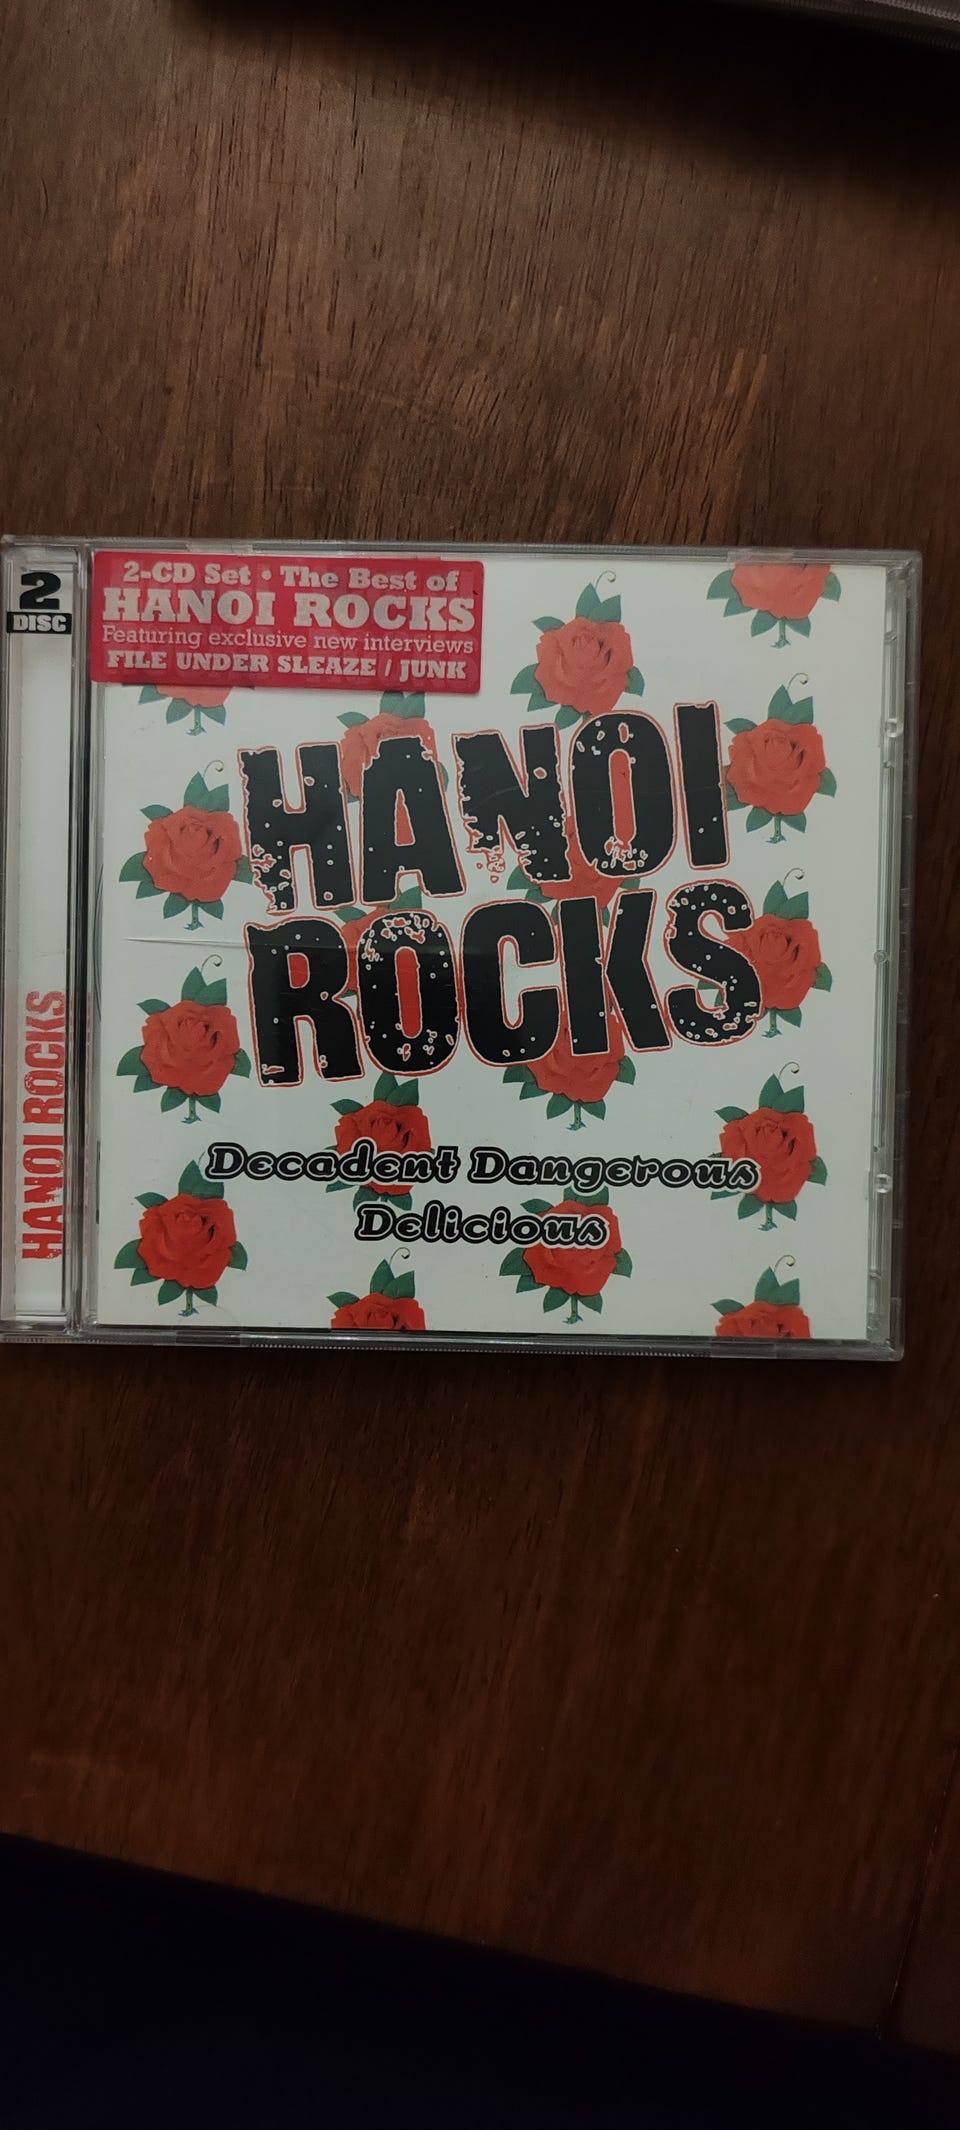 2
DISC
HANOI ROCKS
2-CD Set • The Best of
HANOI ROCKS
Featuring exclusive new interviews
FILE UNDER SLEAZE / JUNK
HANOI
ROCKS
Decadent Dangerous
Delicious